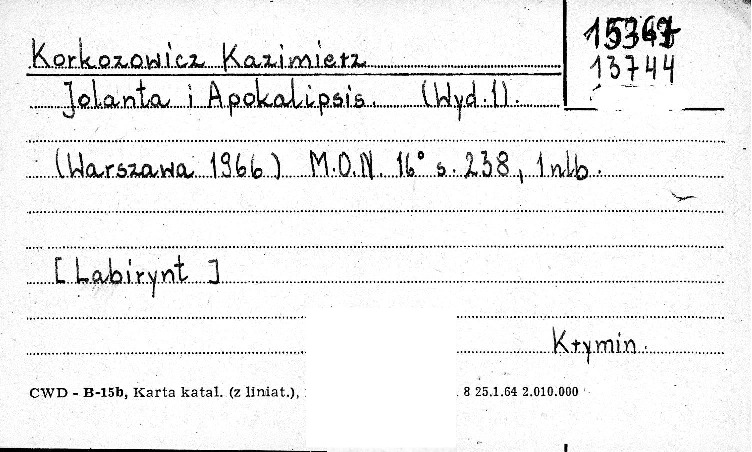 13744
Korkozowicz Kazimierz
Jolanta i Apokalipsis. (Wyd.1).
(Warszawa 1966) M.O.N. 16° s. 238, 1 nlb.
[Labirynt]
Krymin.
CWD - B-15b, Karta katal. (z liniat.),
8 25.1.64 2.010.000